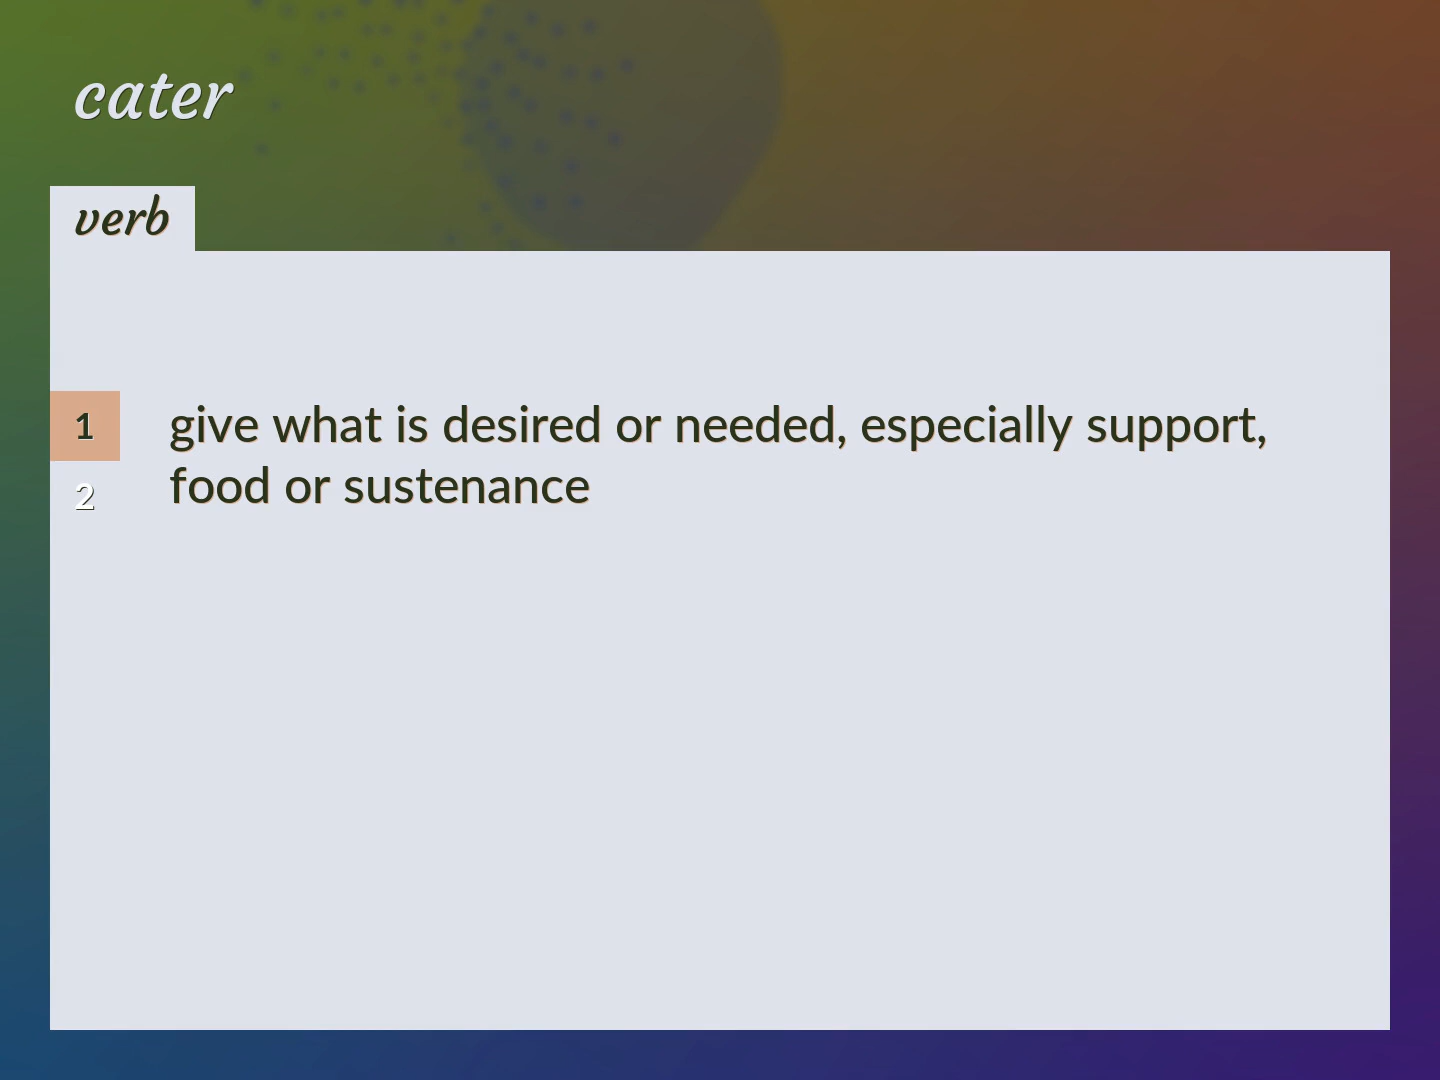 cater
verb
1 give what is desired or needed, especially support,
food or sustenance
2